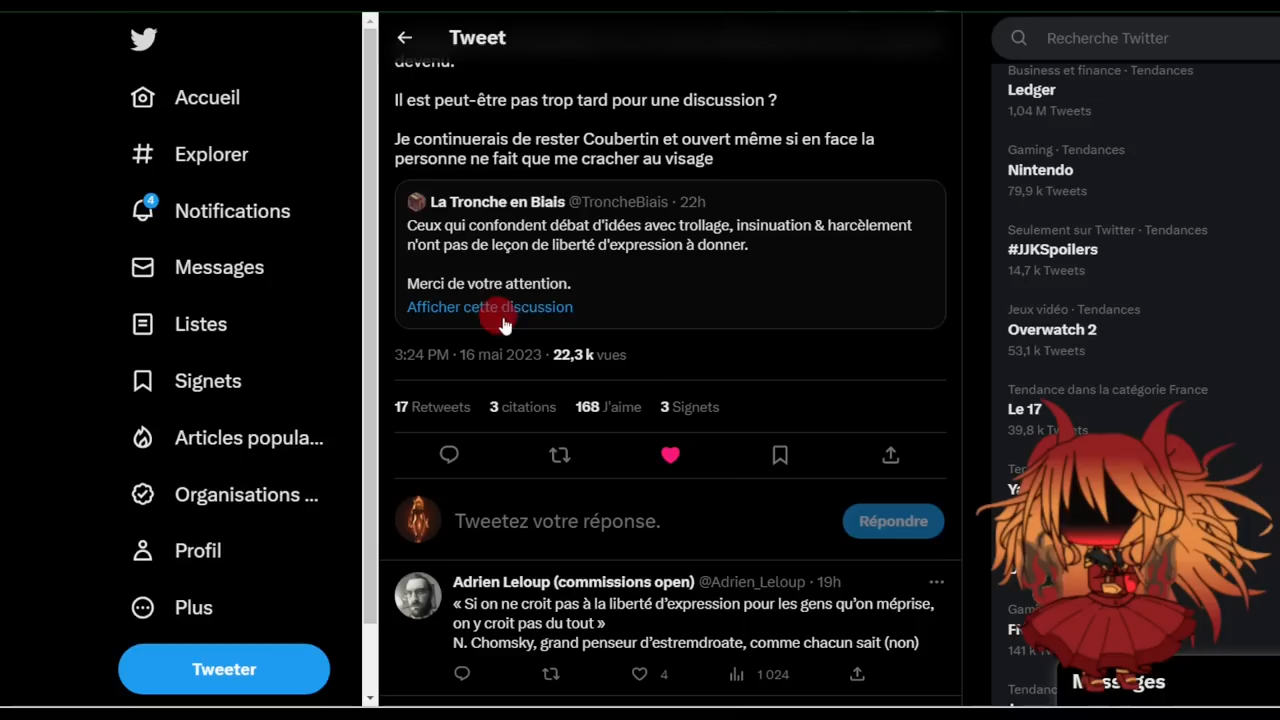 Accueil
Explorer
4
Notifications
Messages
Listes
Signets
Articles popula...
Organisations ...
Profil
Plus
Tweeter
Tweet
devenu.
Il est peut-être pas trop tard pour une discussion ?
Je continuerais de rester Coubertin et ouvert même si en face la
personne ne fait que me cracher au visage
La Tronche en Biais @TroncheBiais · 22h
Ceux qui confondent débat d'idées avec trollage, insinuation & harcèlement
n'ont pas de leçon de liberté d'expression à donner.
Merci de votre attention.
Afficher cette discussion
3:24 PM · 16 mai 2023 · 22,3 k vues
17 Retweets 3 citations 168 J'aime 3 Signets
Tweetez votre réponse.
Répondre
Adrien Leloup (commissions open) @Adrien_Leloup · 19h
« Si on ne croit pas à la liberté d'expression pour les gens qu'on méprise,
on y croit pas du tout »
N. Chomsky, grand penseur d'estremdroate, comme chacun sait (non)
4
1 024
Recherche Twitter
Business et finance · Tendances
Ledger
1,04 M Tweets
Gaming · Tendances
Nintendo
79,9 k Tweets
Seulement sur Twitter · Tendances
#JJKSpoilers
14,7 k Tweets
Jeux vidéo · Tendances
Overwatch 2
53,1 k Tweets
Tendance dans la catégorie France
Le 17
39,8 k Tweets
141 k
Messages